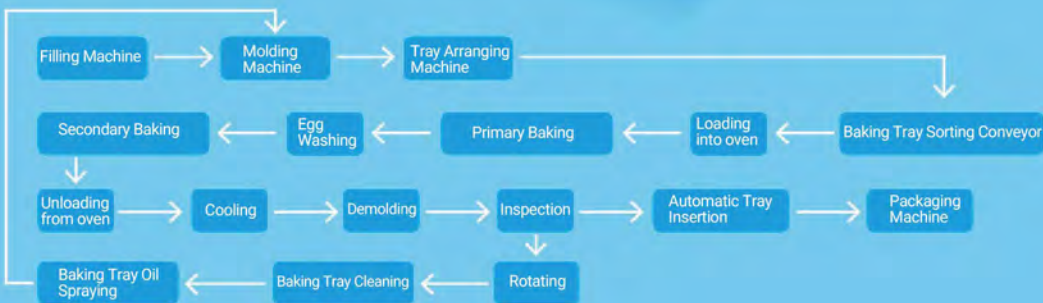 Filling Machine
Molding
Machine
Tray Arranging
Machine
Secondary Baking
Egg
Washing
Primary Baking
Loading
into oven
Baking Tray Sorting Conveyor
Unloading
from oven
Cooling
Demolding
Inspection
Automatic Tray
Insertion
Packaging
Machine
Baking Tray Oil
Spraying
Baking Tray Cleaning
Rotating